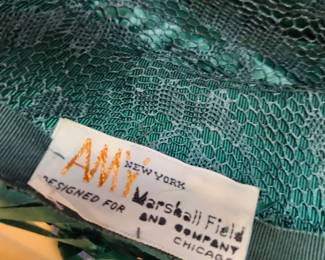 AMY NEW YORK
DESIGNED FOR Marshall Field
AND COMPANY
CHICAGO